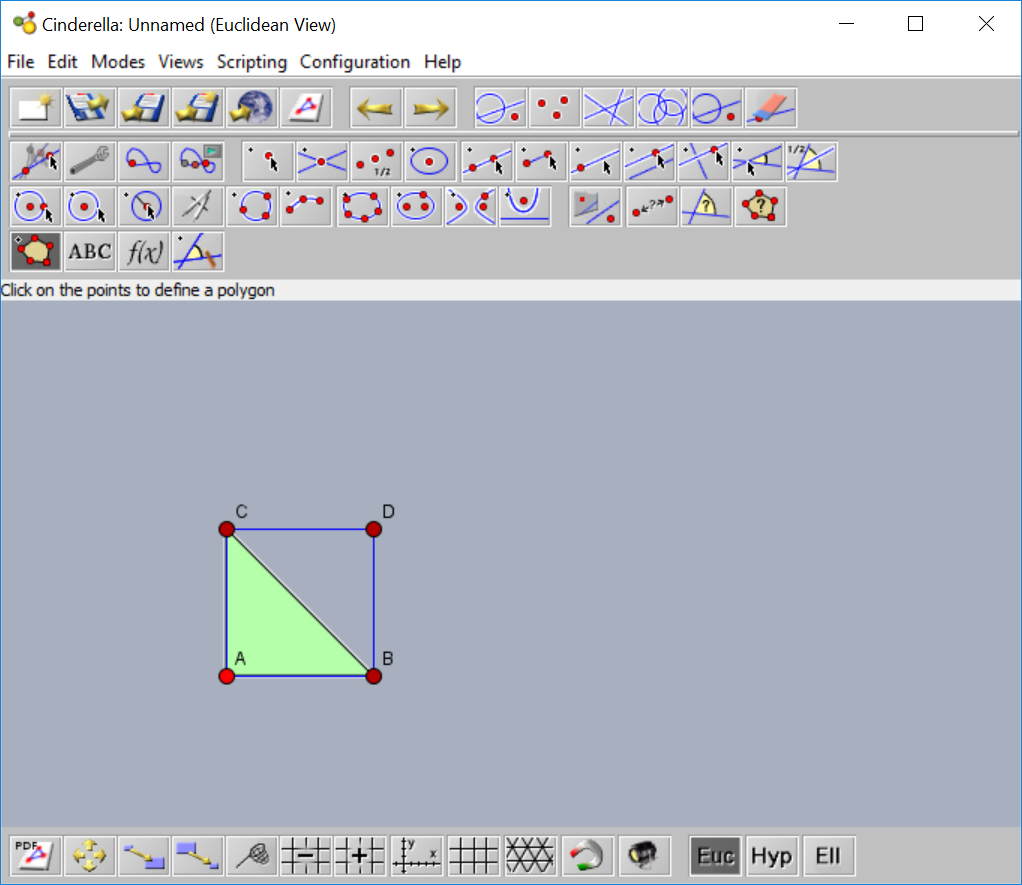 Cinderella: Unnamed (Euclidean View)
File Edit Modes Views Scripting Configuration Help
1/2 1/2
? ? ?
ABC f(x)
Click on the points to define a polygon
C D
A B
PDF y x Euc Hyp Ell